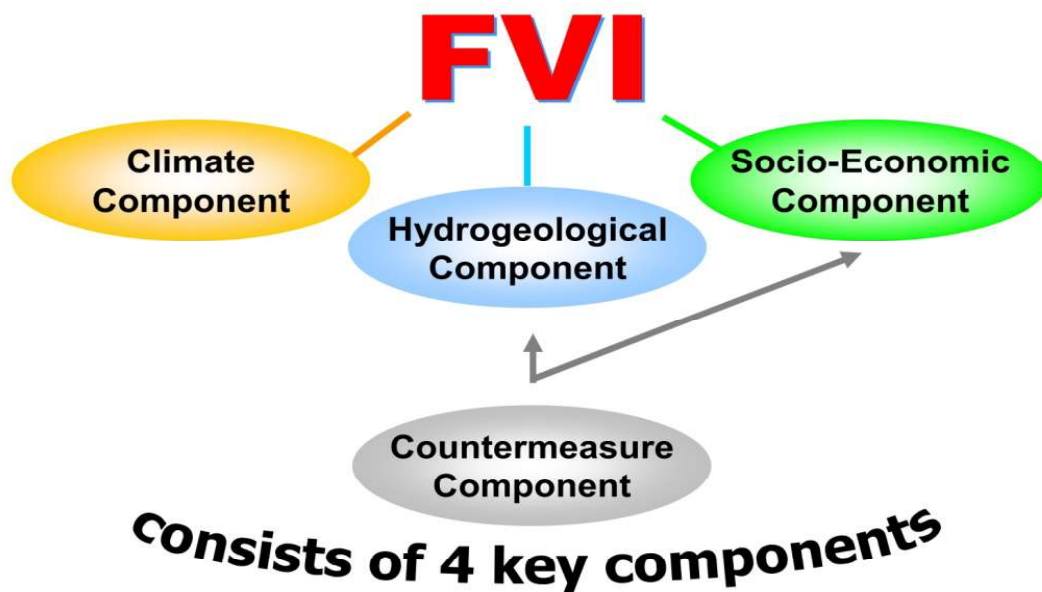 FVI
Climate
Component
Hydrogeological
Component
Socio-Economic
Component
Countermeasure
Component
consists of 4 key components